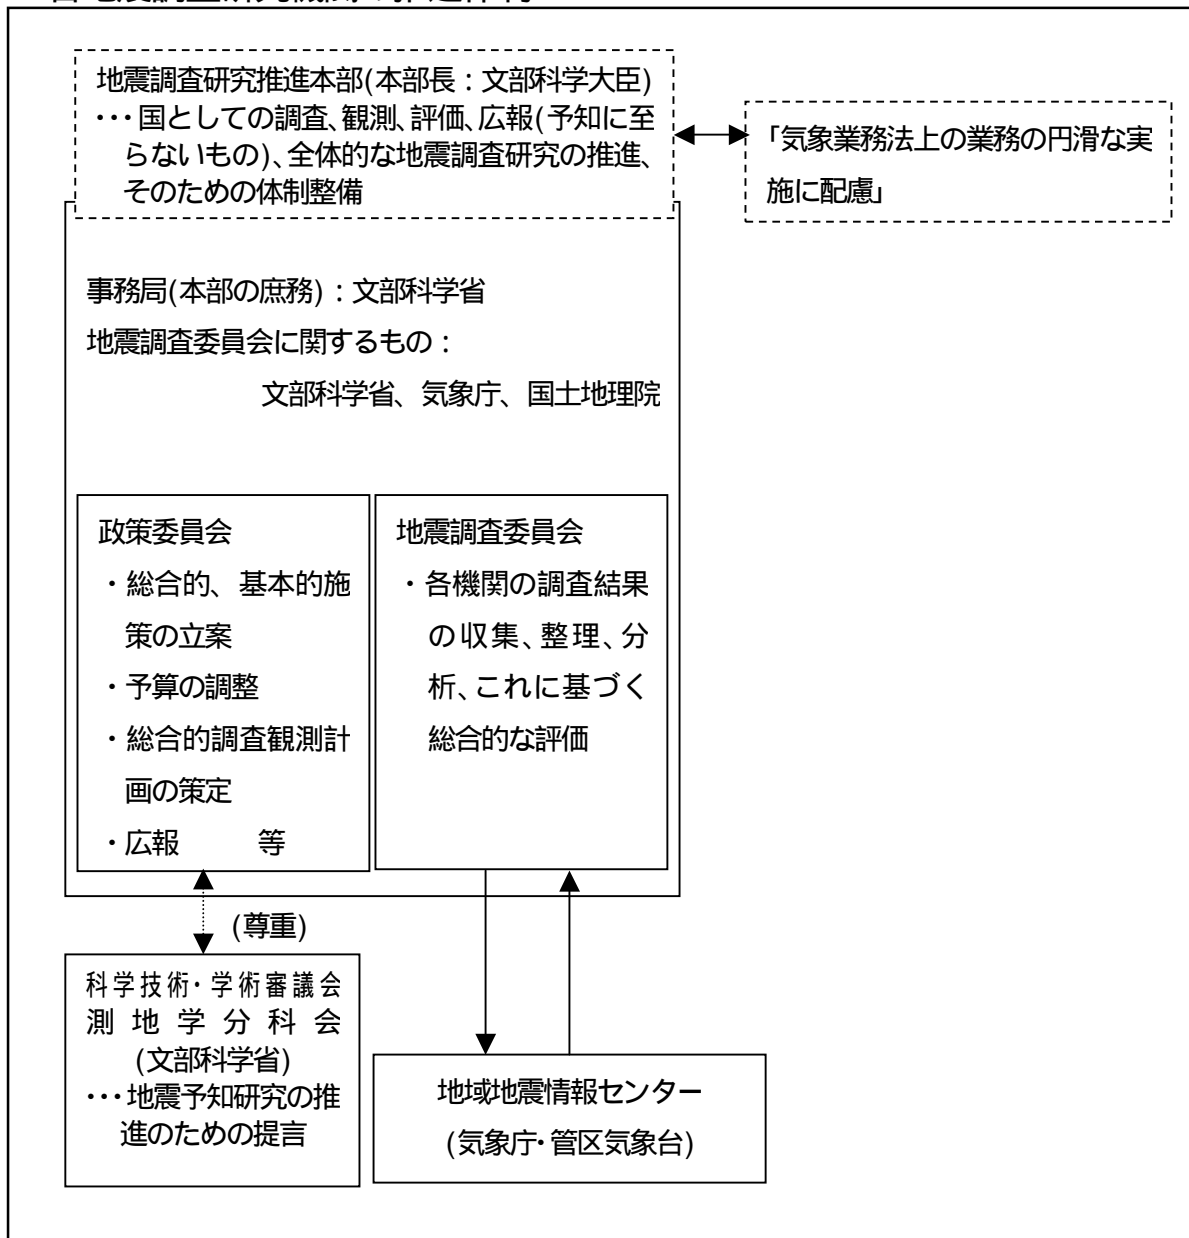 地震調査研究推進本部(本部長:文部科学大臣)
・・・国としての調査、観測、評価、広報(予知に至
らないもの)、全体的な地震調査研究の推進、
そのための体制整備
「気象業務法上の業務の円滑な実
施に配慮」
事務局(本部の庶務):文部科学省
地震調査委員会に関するもの:
文部科学省、気象庁、国土地理院
政策委員会
・総合的、基本的施
策の立案
・予算の調整
・総合的調査観測計
画の策定
・広報 等
地震調査委員会
・各機関の調査結果
の収集、整理、分
析、これに基づく
総合的な評価
(尊重)
科学技術・学術審議会
測地学分科会
(文部科学省)
・・・地震予知研究の推
進のための提言
地域地震情報センター
(気象庁・管区気象台)